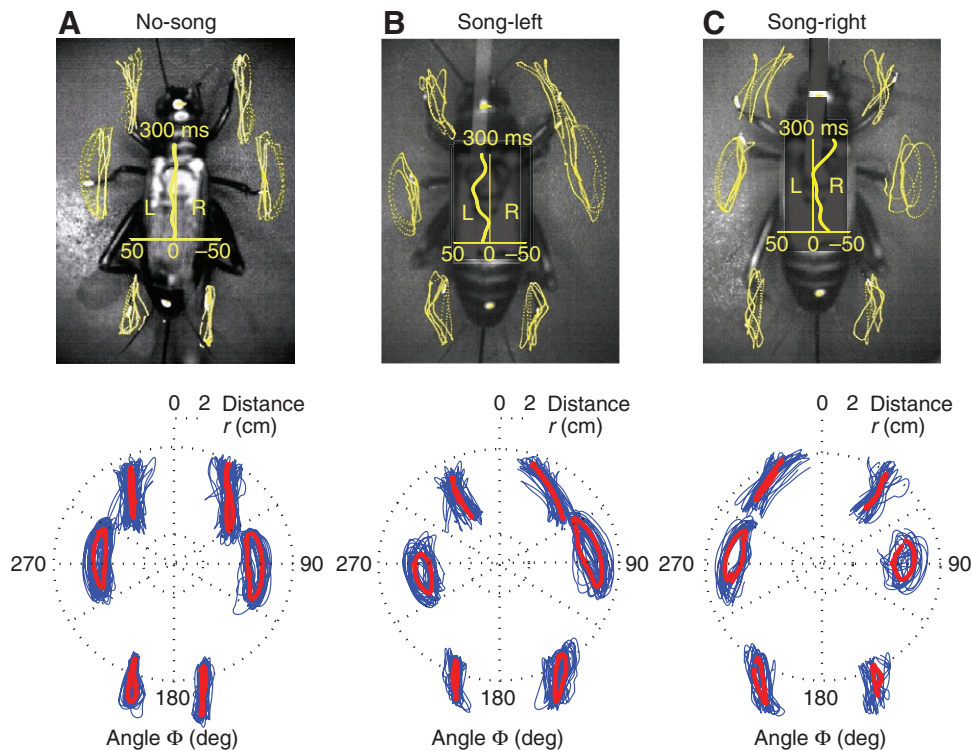 A No-song
B Song-left
C Song-right
300 ms
L R
50 0 –50
300 ms
L R
50 0 –50
300 ms
L R
50 0 –50
0 2 Distance
r (cm)
270 90
180
Angle Φ (deg)
0 2 Distance
r (cm)
270 90
180
Angle Φ (deg)
0 2 Distance
r (cm)
270 90
180
Angle Φ (deg)